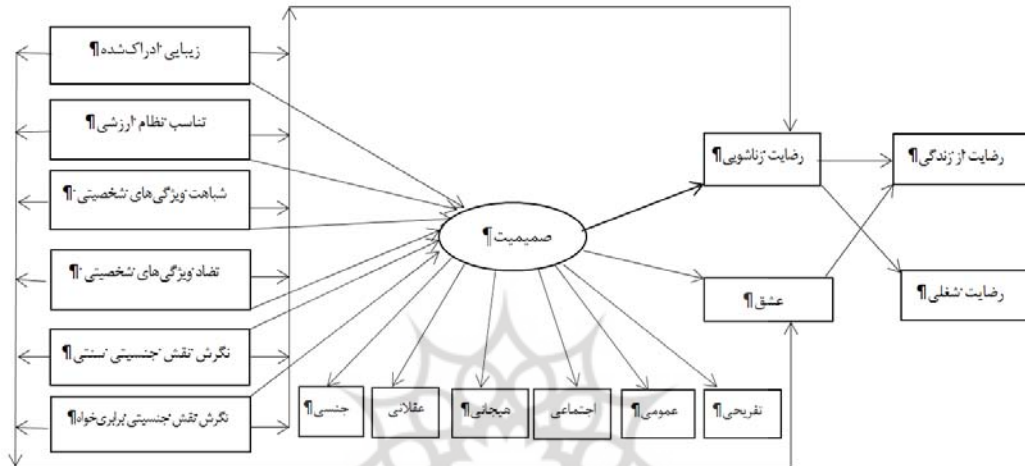 زیبایی ادراک‌شده¶
تناسب نظام ارزشی¶
شباهت ویژگی‌های شخصیتی ¶
تضاد ویژگی‌های شخصیتی ¶
نگرش نقش جنسیتی سنتی¶
نگرش نقش جنسیتی برابری‌خواه¶
صمیمیت¶
رضایت زناشویی¶
رضایت از زندگی¶
عشق¶
رضایت شغلی¶
جنسی¶
عقلانی
هیجانی¶
اجتماعی
عمومی¶
تفریحی¶